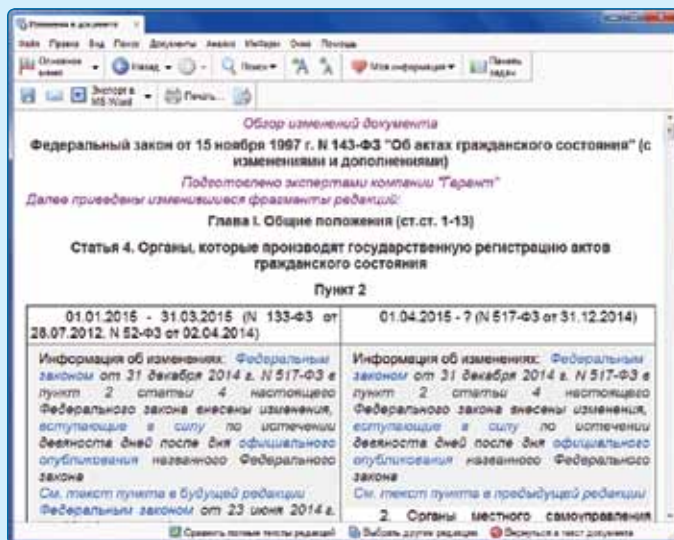 Изменения в документе
Файл Правка Вид Поиск Документы Анализ Мастера Окна Помощь
Основное меню Назад Поиск Моя информация Панель задач
Экспорт в MS Word Печать...
Обзор изменений документа
Федеральный закон от 15 ноября 1997 г. N 143-ФЗ "Об актах гражданского состояния" (с
изменениями и дополнениями)
Подготовлено экспертами компании "Гарант"
Далее приведены изменившиеся фрагменты редакций:
Глава I. Общие положения (ст.ст. 1-13)
Статья 4. Органы, которые производят государственную регистрацию актов
гражданского состояния
Пункт 2
01.01.2015 - 31.03.2015 (N 133-ФЗ от
28.07.2012, N 52-ФЗ от 02.04.2014)
Информация об изменениях: Федеральным
законом от 31 декабря 2014 г. N 517-ФЗ в
пункт 2 статьи 4 настоящего
Федерального закона внесены изменения,
вступающие в силу по истечении
девяноста дней после дня официального
опубликования названного Федерального
закона
См. текст пункта в будущей редакции
Федеральным законом от 23 июня 2014 г.
01.04.2015 - ? (N 517-ФЗ от 31.12.2014)
Информация об изменениях: Федеральным
законом от 31 декабря 2014 г. N 517-ФЗ в
пункт 2 статьи 4 настоящего
Федерального закона внесены изменения,
вступающие в силу по истечении
девяноста дней после дня официального
опубликования названного Федерального
закона
См. текст пункта в предыдущей редакции
2. Органы местного самоуправления
Сравнить полные тексты редакций Выбрать другие редакции Вернуться в текст документа